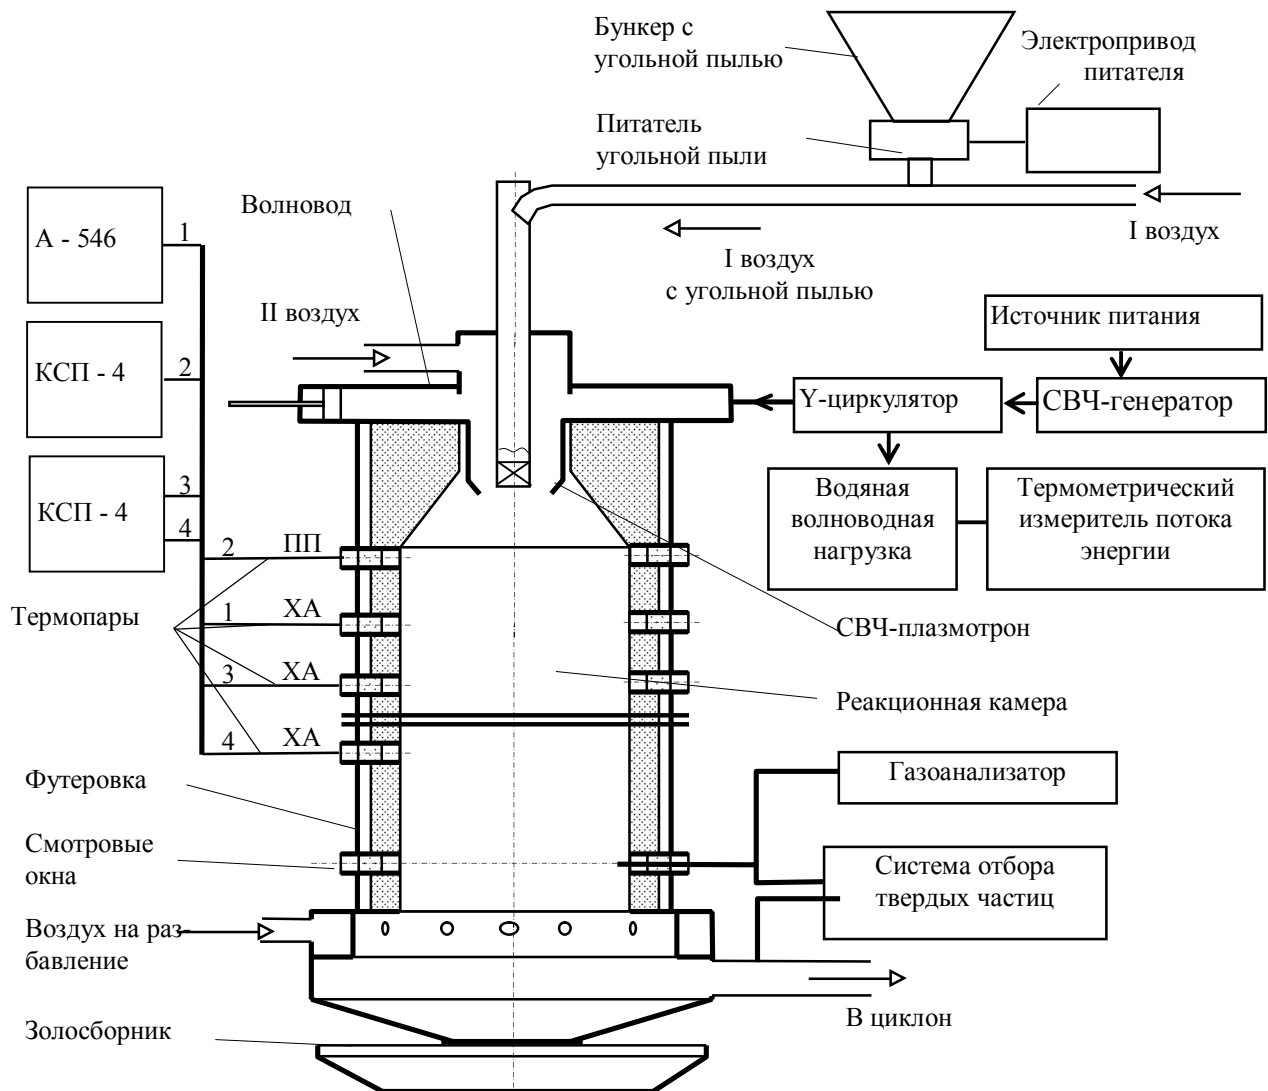 Бункер с
угольной пылью
Электропривод
питателя
Питатель
угольной пыли
Волновод
I воздух
I воздух
с угольной пылью
А - 546
1
II воздух
Источник питания
КСП - 4
2
Y-циркулятор
СВЧ-генератор
КСП - 4
3
4
Водяная
волноводная
нагрузка
Термометрический
измеритель потока
энергии
2
ПП
Термопары
1
ХА
СВЧ-плазмотрон
3
ХА
Реакционная камера
4
ХА
Футеровка
Газоанализатор
Смотровые
окна
Система отбора
твердых частиц
Воздух на раз-
бавление
В циклон
Золосборник